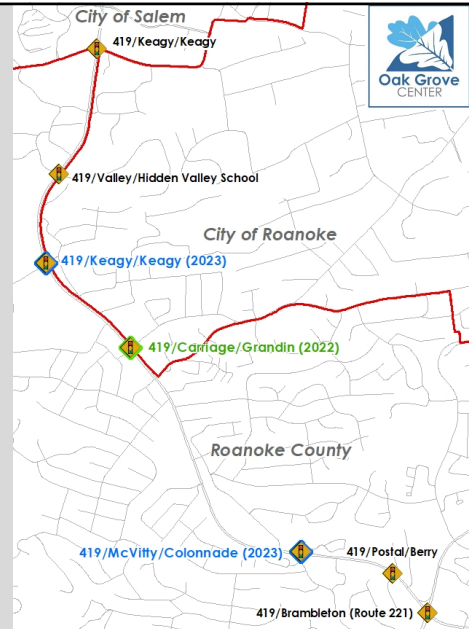 City of Salem
419/Keagy/Keagy
Oak Grove
CENTER
419/Valley/Hidden Valley School
City of Roanoke
419/Keagy/Keagy (2023)
419/Carriage/Grandin (2022)
Roanoke County
419/McVitty/Colonnade (2023)
419/Postal/Berry
419/Brambleton (Route 221)